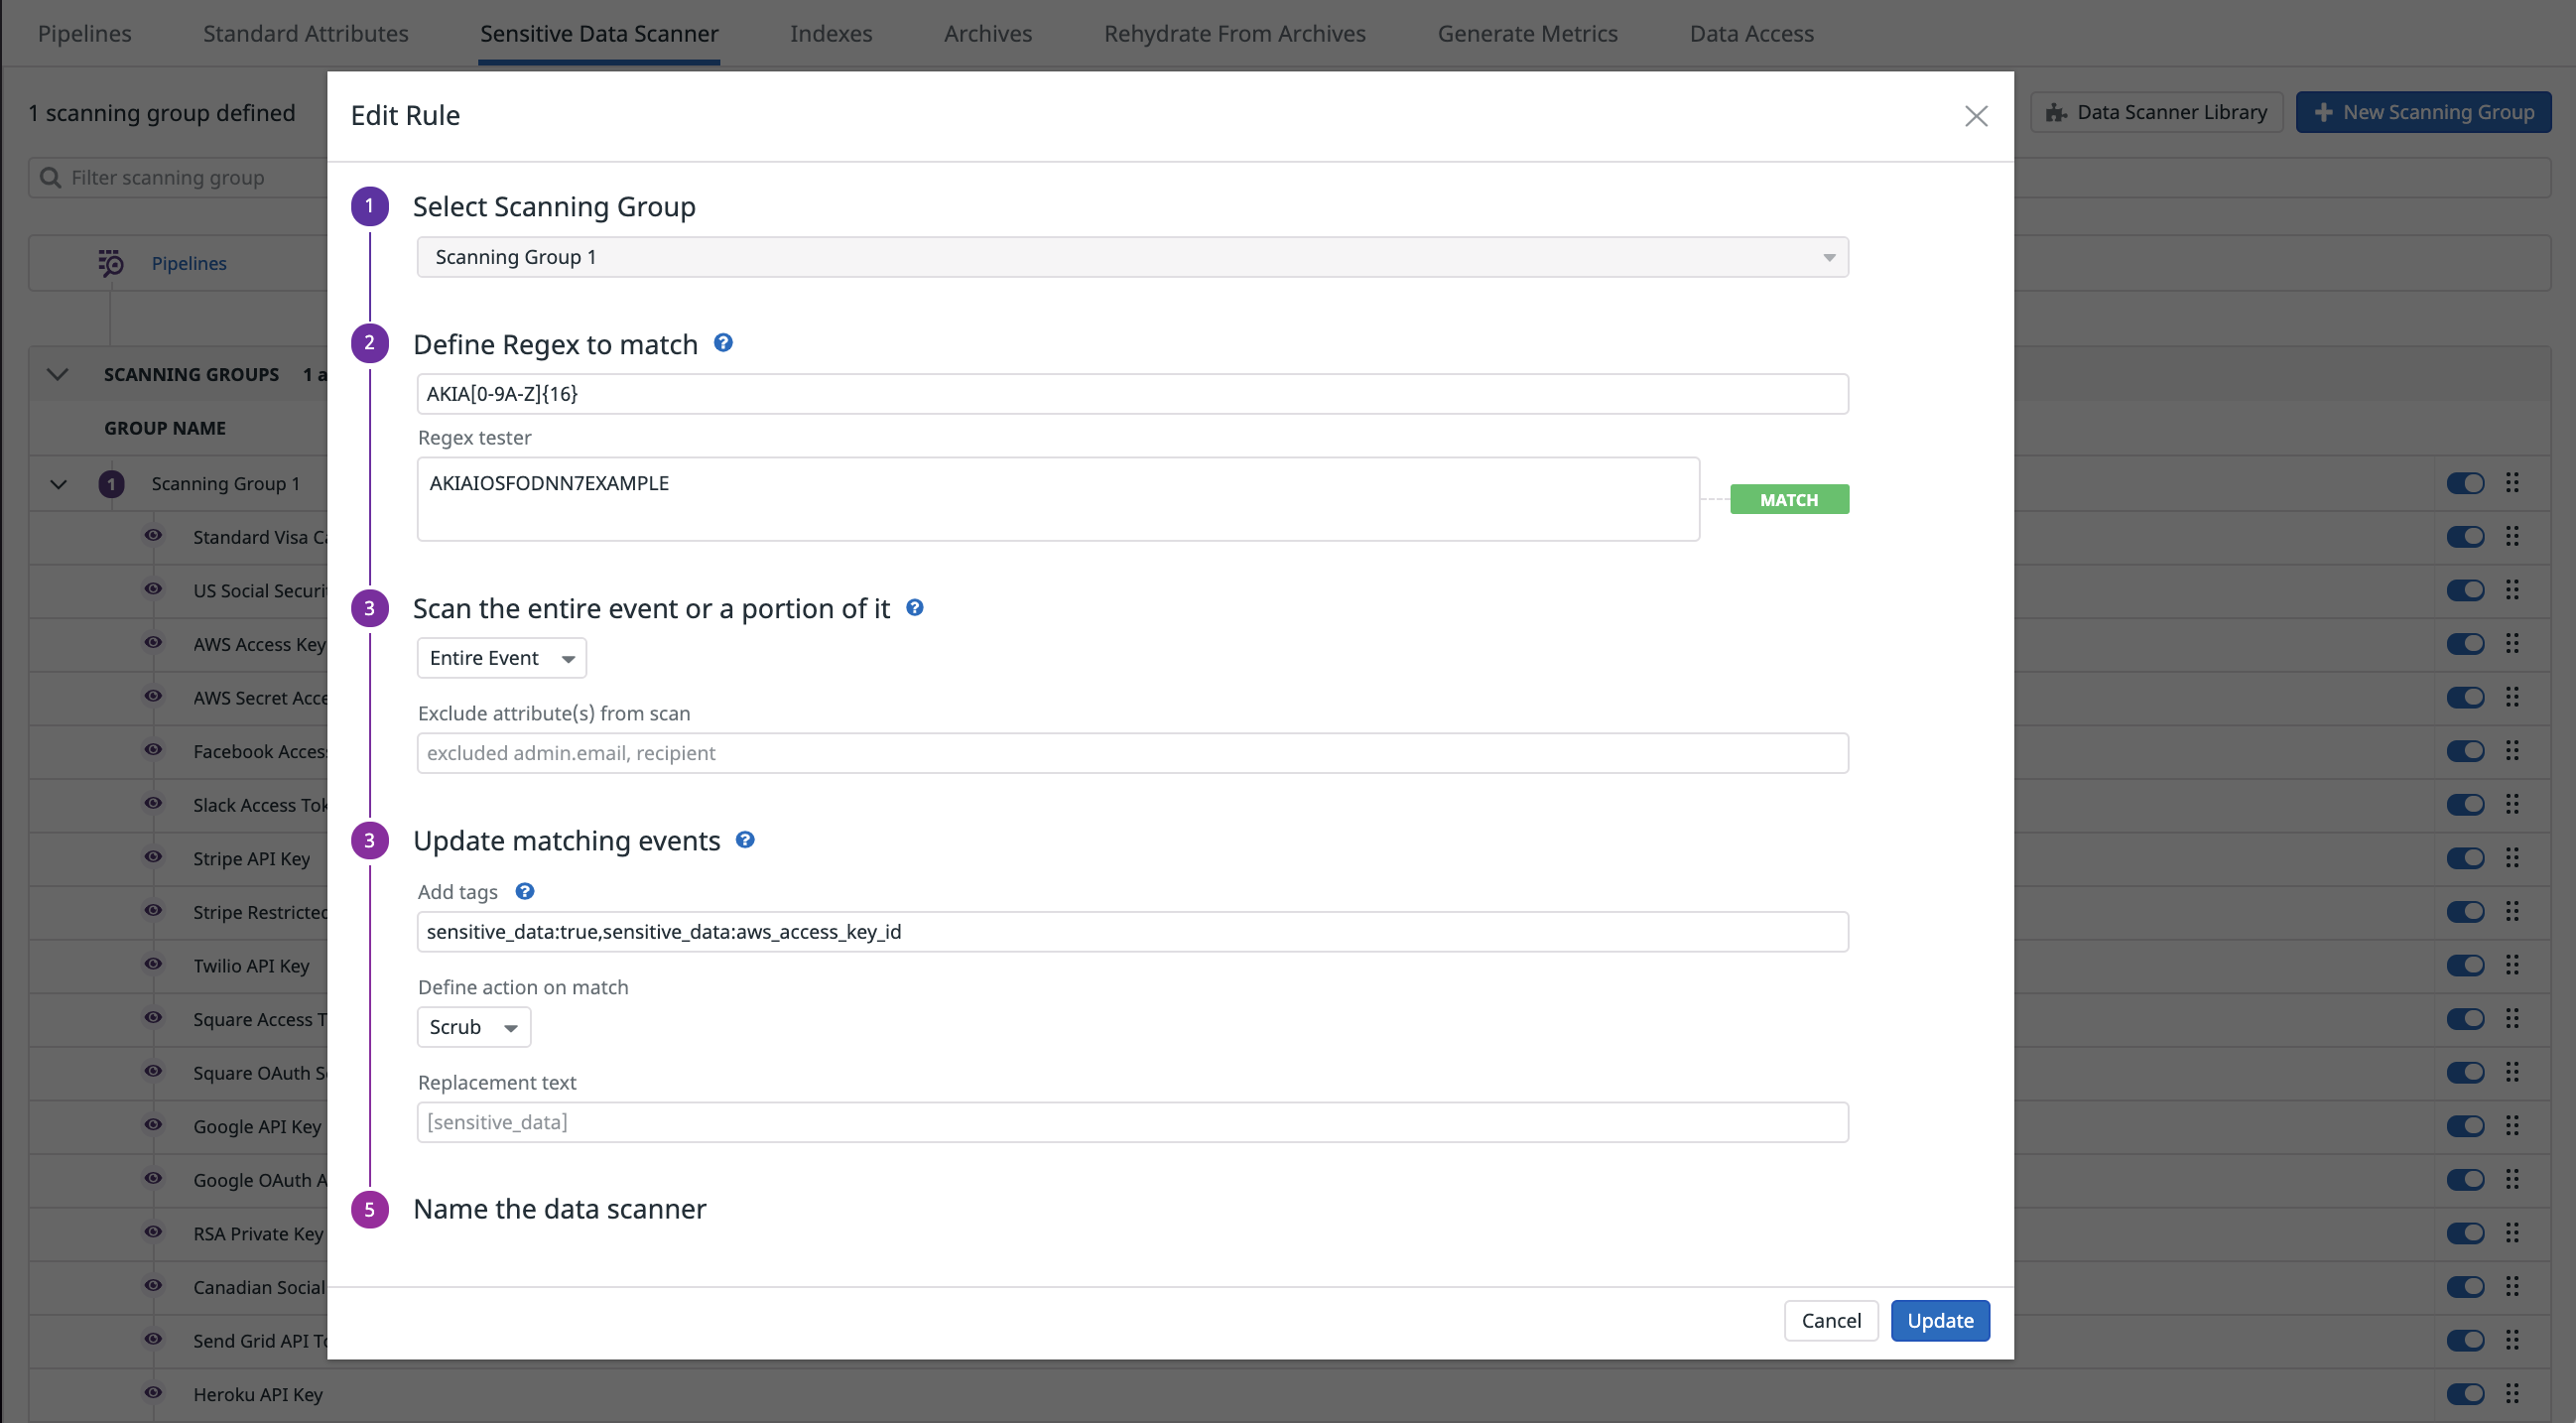 Pipelines Standard Attributes Sensitive Data Scanner Indexes Archives Rehydrate From Archives Generate Metrics Data Access
1 scanning group defined
Data Scanner Library
New Scanning Group
Filter scanning group
Pipelines
SCANNING GROUPS 1
GROUP NAME
1 Scanning Group 1
Standard Visa
US Social
AWS Access Key
AWS Secret
Facebook
Slack Access
Stripe API Key
Stripe
Twilio API Key
Square Access
Square OAuth
Google API Key
Google OAuth
RSA Private Key
Canadian Social
Send Grid API
Heroku API Key
Edit Rule
1 Select Scanning Group
Scanning Group 1
2 Define Regex to match ?
AKIA[0-9A-Z]{16}
Regex tester
AKIAIOSFODNN7EXAMPLE
MATCH
3 Scan the entire event or a portion of it ?
Entire Event
Exclude attribute(s) from scan
excluded admin.email, recipient
3 Update matching events ?
Add tags ?
sensitive_data:true,sensitive_data:aws_access_key_id
Define action on match
Scrub
Replacement text
[sensitive_data]
5 Name the data scanner
Cancel Update